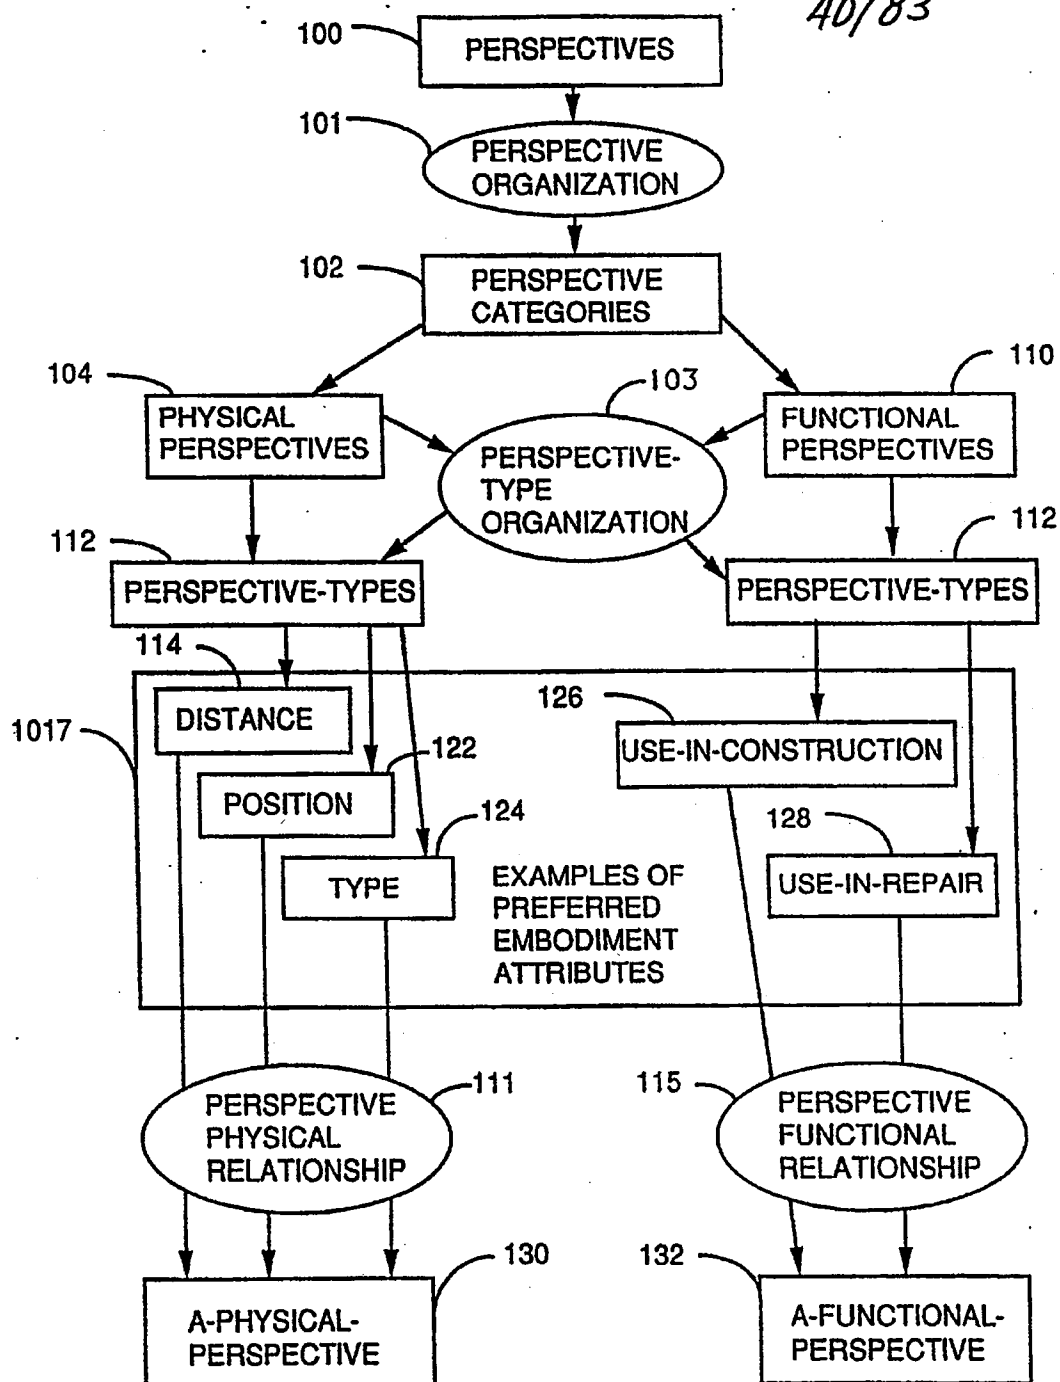 40/83
100
PERSPECTIVES
101
PERSPECTIVE
ORGANIZATION
102
PERSPECTIVE
CATEGORIES
104
103
110
PHYSICAL
PERSPECTIVES
FUNCTIONAL
PERSPECTIVES
PERSPECTIVE-
TYPE
ORGANIZATION
112
112
PERSPECTIVE-TYPES
PERSPECTIVE-TYPES
114
DISTANCE
126
1017
USE-IN-CONSTRUCTION
122
POSITION
124
128
TYPE
USE-IN-REPAIR
EXAMPLES OF
PREFERRED
EMBODIMENT
ATTRIBUTES
111
115
PERSPECTIVE
PHYSICAL
RELATIONSHIP
PERSPECTIVE
FUNCTIONAL
RELATIONSHIP
130
132
A-PHYSICAL-
PERSPECTIVE
A-FUNCTIONAL-
PERSPECTIVE